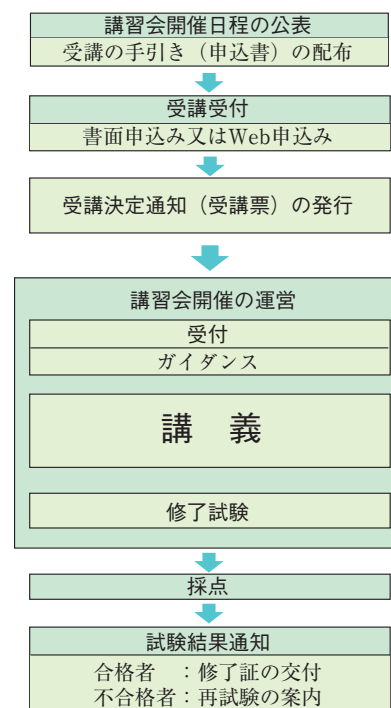 講習会開催日程の公表
受講の手引き（申込書）の配布
受講受付
書面申込み又はWeb申込み
受講決定通知（受講票）の発行
講習会開催の運営
受付
ガイダンス
講　義
修了試験
採点
試験結果通知
合格者　：修了証の交付
不合格者：再試験の案内